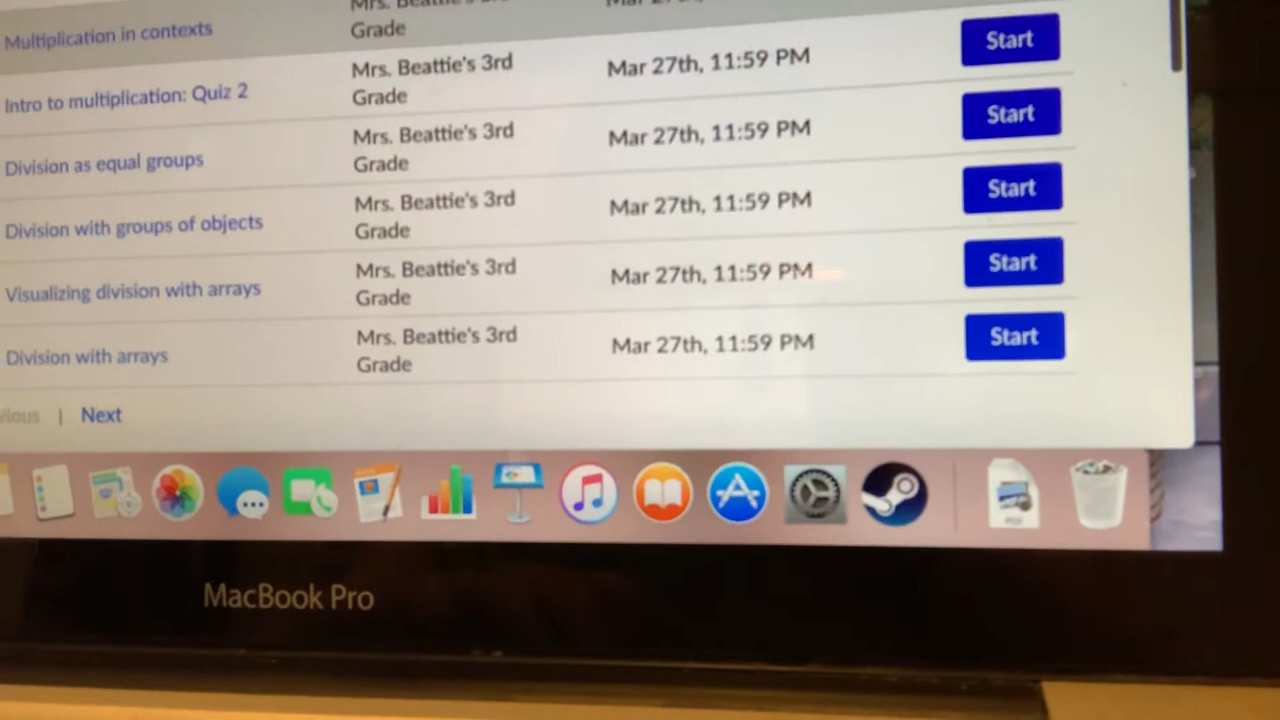 Mrs. Beattie's 3rd
Multiplication in contexts
Grade
Intro to multiplication: Quiz 2
Mrs. Beattie's 3rd
Grade
Mar 27th, 11:59 PM
Start
Division as equal groups
Mrs. Beattie's 3rd
Grade
Mar 27th, 11:59 PM
Start
Division with groups of objects
Mrs. Beattie's 3rd
Grade
Mar 27th, 11:59 PM
Start
Visualizing division with arrays
Mrs. Beattie's 3rd
Grade
Mar 27th, 11:59 PM
Start
Division with arrays
Mrs. Beattie's 3rd
Grade
Mar 27th, 11:59 PM
Start
| Next
PDF
MacBook Pro